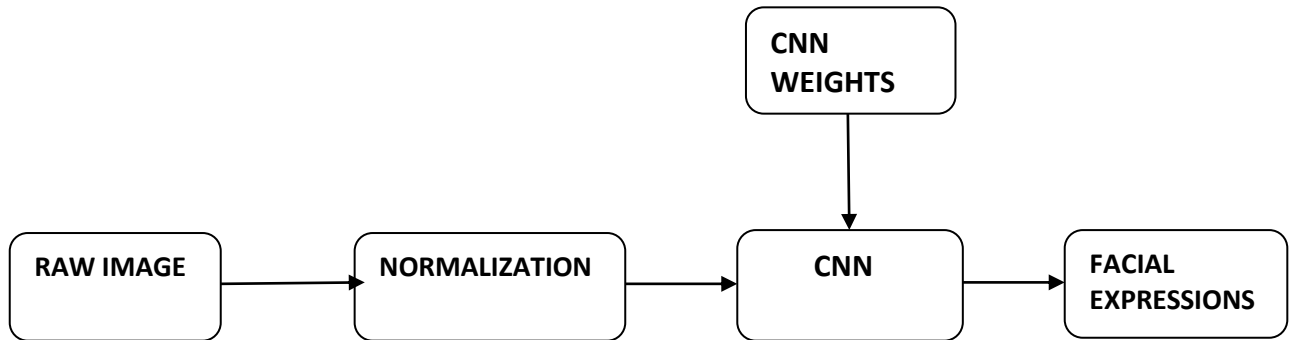 CNN
WEIGHTS
RAW IMAGE
NORMALIZATION
CNN
FACIAL
EXPRESSIONS